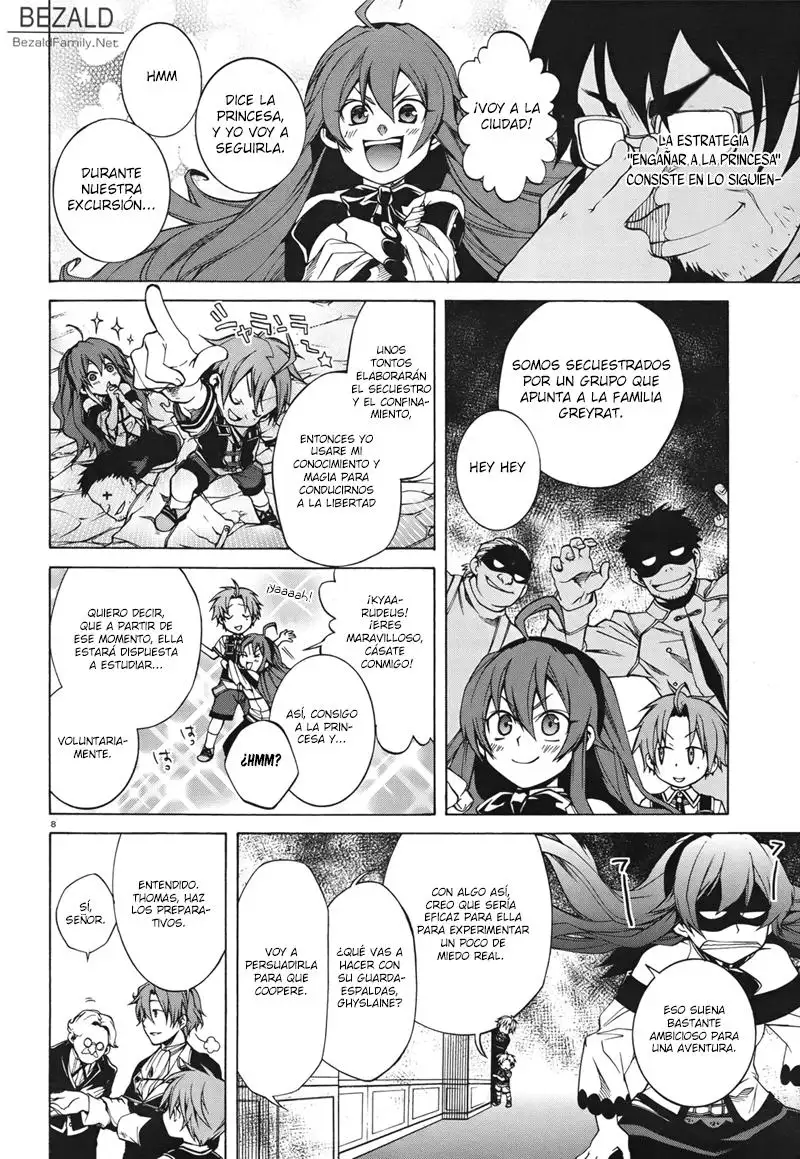 BEZALD
BezaldFamily.Net
LA ESTRATEGIA
"ENGAÑAR A LA PRINCESA"
CONSISTE EN LO SIGUIEN-
¡VOY A LA
CIUDAD!
DICE LA
PRINCESA,
Y YO VOY A
SEGUIRLA.
HMM
DURANTE
NUESTRA
EXCURSIÓN...
SOMOS SECUESTRADOS
POR UN GRUPO QUE
APUNTA A LA FAMILIA
GREYRAT.
HEY HEY
UNOS
TONTOS
ELABORARÁN
EL SECUESTRO
Y EL CONFINA-
MIENTO,
ENTONCES YO
USARE MI
CONOCIMIENTO Y
MAGIA PARA
CONDUCIRNOS
A LA LIBERTAD
¡KYAA-
RUDEUS!
¡ERES
MARAVILLOSO,
CÁSATE
CONMIGO!
¡Yaaaah!
ASÍ, CONSIGO
A LA PRIN-
CESA Y...
¿HMM?
QUIERO DECIR,
QUE A PARTIR DE
ESE MOMENTO, ELLA
ESTARÁ DISPUESTA
A ESTUDIAR...
VOLUNTARIA-
MENTE.
8
ESO SUENA
BASTANTE
AMBICIOSO PARA
UNA AVENTURA.
CON ALGO ASÍ,
CREO QUE SERÍA
EFICAZ PARA ELLA
PARA EXPERIMENTAR
UN POCO DE
MIEDO REAL.
¿QUÉ VAS A
HACER CON
SU GUARDA-
ESPALDAS,
GHYSLAINE?
VOY A
PERSUADIRLA
PARA QUE
COOPERE.
ENTENDIDO.
THOMAS, HAZ
LOS PREPARA-
TIVOS.
SÍ,
SEÑOR.